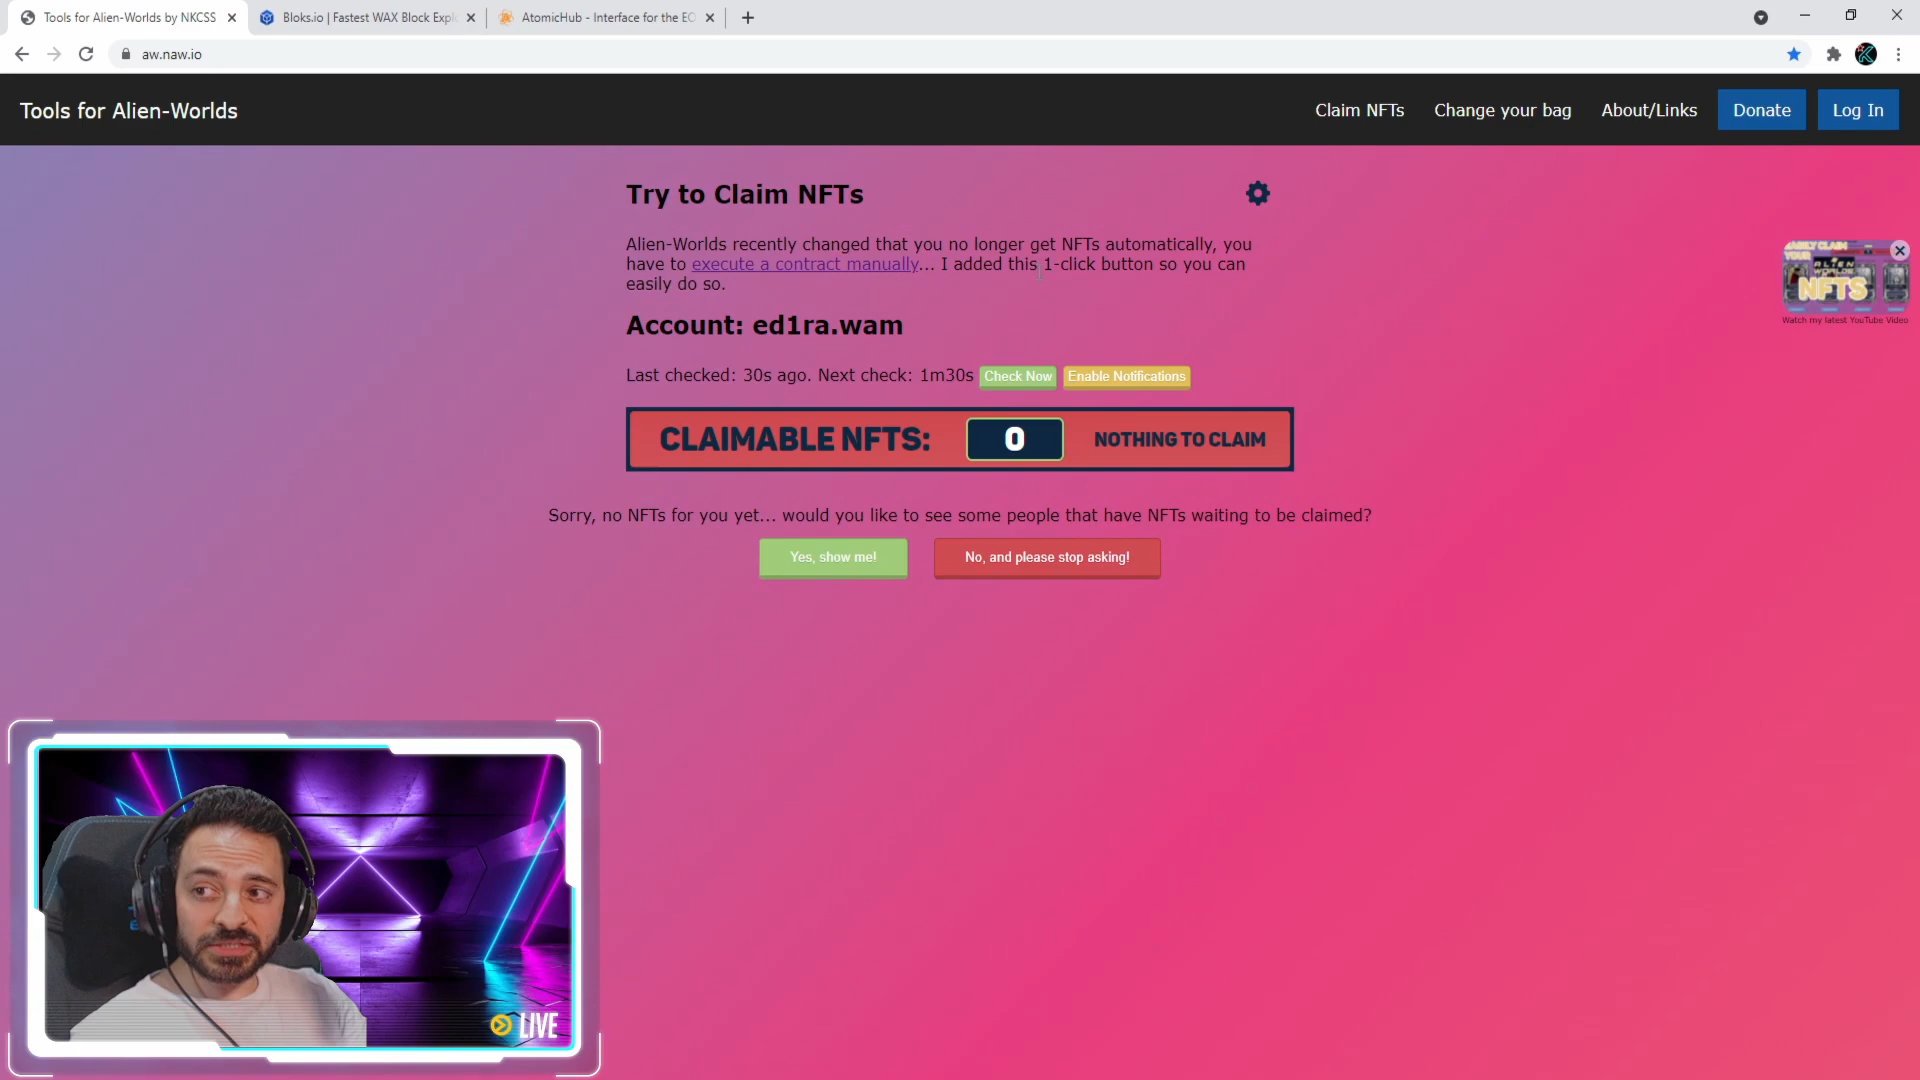 Tools for Alien-Worlds by NKCSS
Bloks.io | Fastest WAX Block Expl
AtomicHub - Interface for the EO
aw.naw.io
Tools for Alien-Worlds
Claim NFTs
Change your bag
About/Links
Donate
Log In
Try to Claim NFTs
Alien-Worlds recently changed that you no longer get NFTs automatically, you
have to execute a contract manually... I added this 1-click button so you can
easily do so.
Account: ed1ra.wam
Last checked: 30s ago. Next check: 1m30s Check Now Enable Notifications
CLAIMABLE NFTS: 0 NOTHING TO CLAIM
Sorry, no NFTs for you yet... would you like to see some people that have NFTs waiting to be claimed?
Yes, show me!
No, and please stop asking!
EASILY CLAIM
YOUR
ALIEN
WORLDS
NFTS
Watch my latest YouTube Video
LIVE